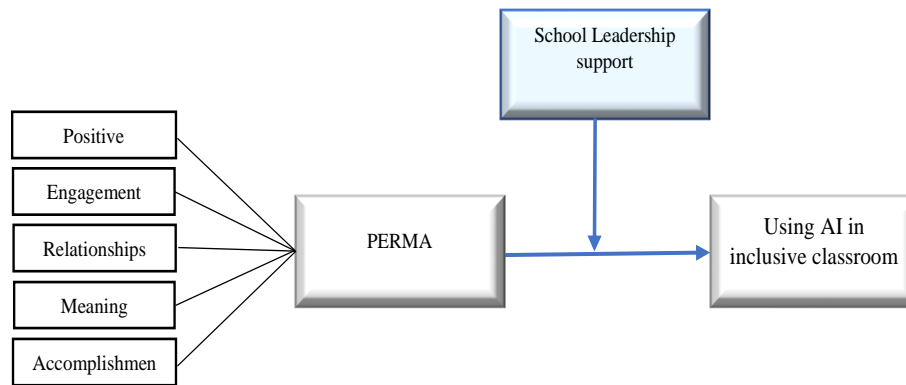 School Leadership
support
Positive
Engagement
Relationships
Meaning
Accomplishmen
PERMA
Using AI in
inclusive classroom